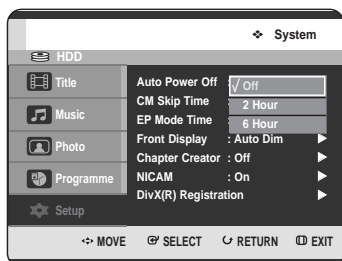 ❖ System
HDD
Title
Music
Photo
Programme
Setup
Auto Power Off :
√ Off
2 Hour
6 Hour
CM Skip Time :
EP Mode Time :
Front Display : Auto Dim ►
Chapter Creator : Off ►
NICAM : On ►
DivX(R) Registration ►
MOVE SELECT RETURN EXIT